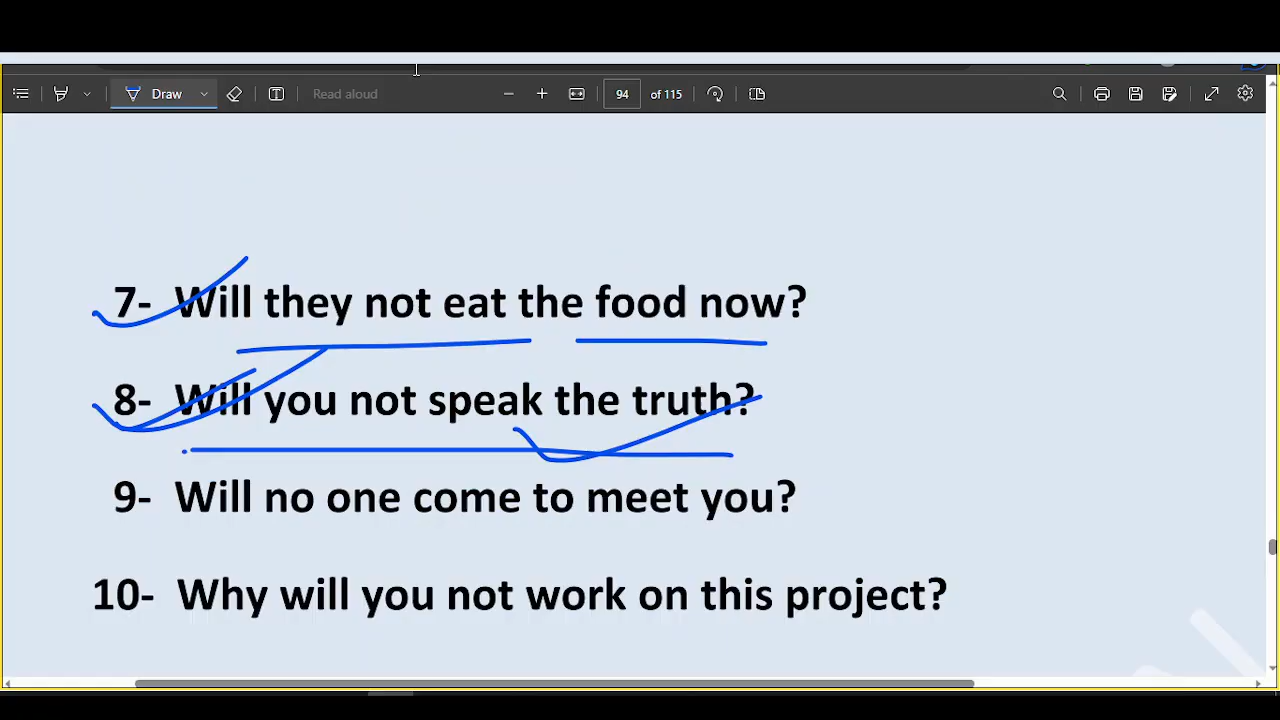 Draw
Read aloud
94 of 115
7- Will they not eat the food now?
8- Will you not speak the truth?
9- Will no one come to meet you?
10- Why will you not work on this project?